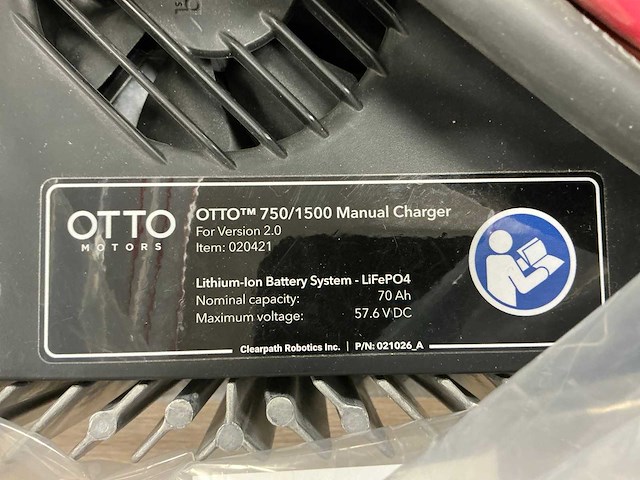 OTTO
MOTORS
OTTO™ 750/1500 Manual Charger
For Version 2.0
Item: 020421
Lithium-Ion Battery System - LiFePO4
Nominal capacity: 70 Ah
Maximum voltage: 57.6 V DC
Clearpath Robotics Inc. | P/N: 021026_A